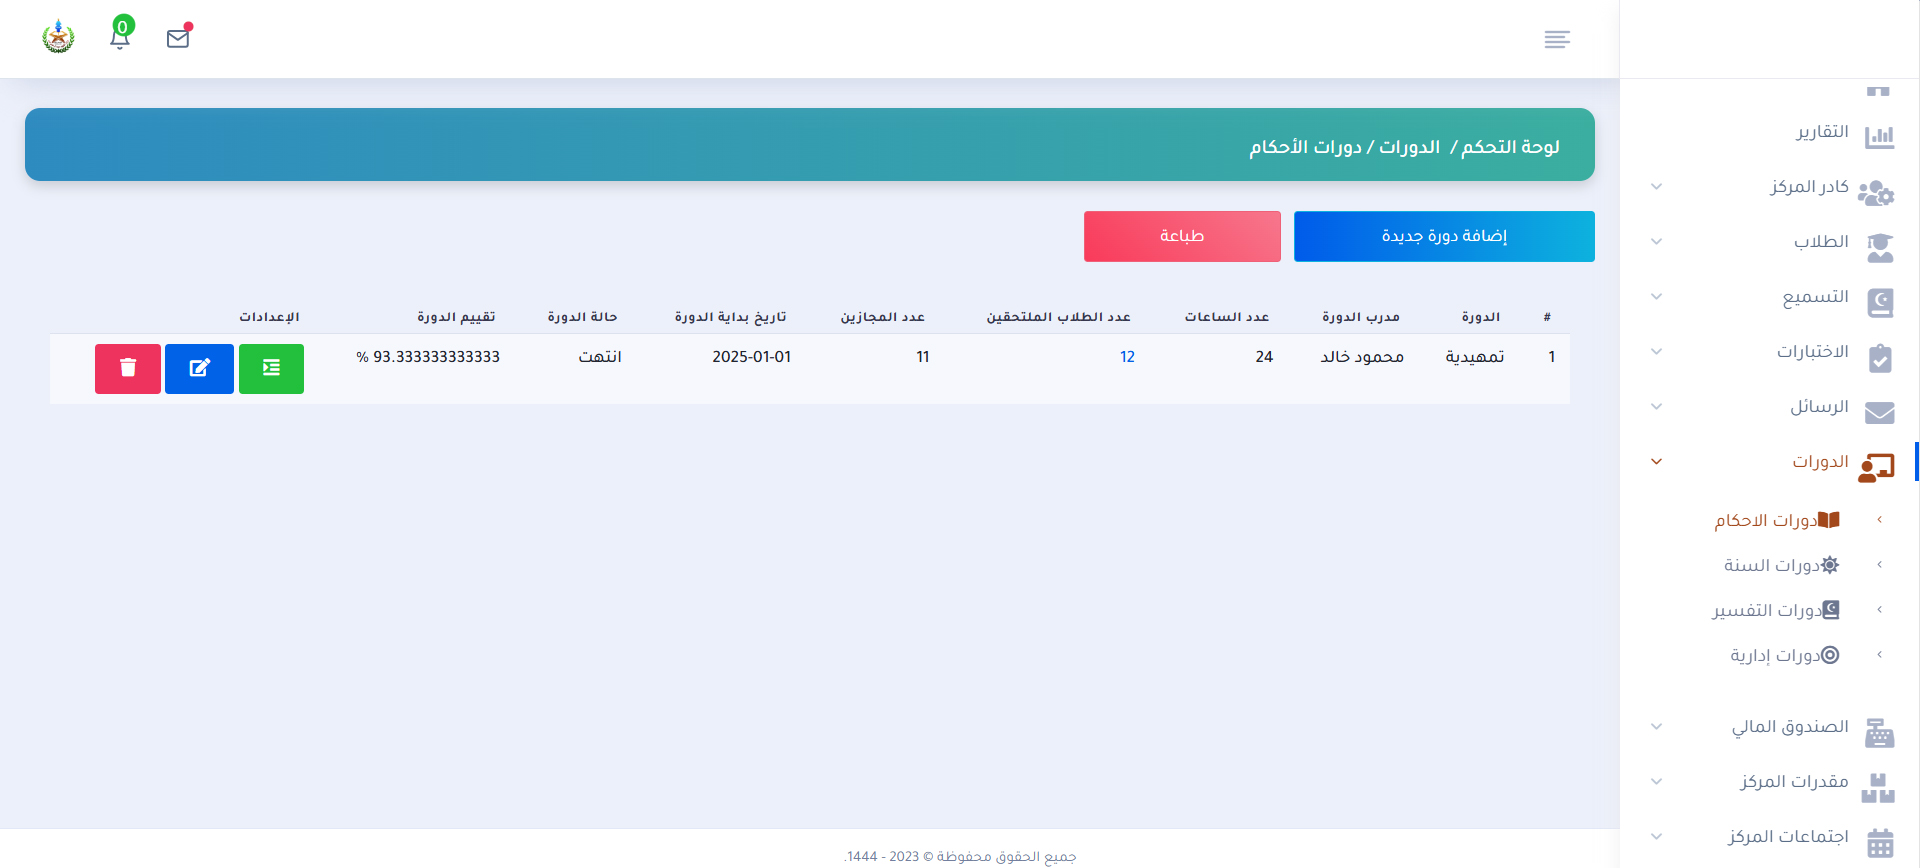 0
التقارير
كادر المركز
الطلاب
التسميع
الاختبارات
الرسائل
الدورات
دورات الاحكام
دورات السنة
دورات التفسير
دورات إدارية
الصندوق المالي
مقدرات المركز
اجتماعات المركز
لوحة التحكم / الدورات / دورات الأحكام
إضافة دورة جديدة
طباعة
# الدورة مدرب الدورة عدد الساعات عدد الطلاب الملتحقين عدد المجازين تاريخ بداية الدورة حالة الدورة تقييم الدورة الإعدادات
1 تمهيدية محمود خالد 24 12 11 2025-01-01 انتهت 93.333333333333 %
جميع الحقوق محفوظة © 2023 - 1444.